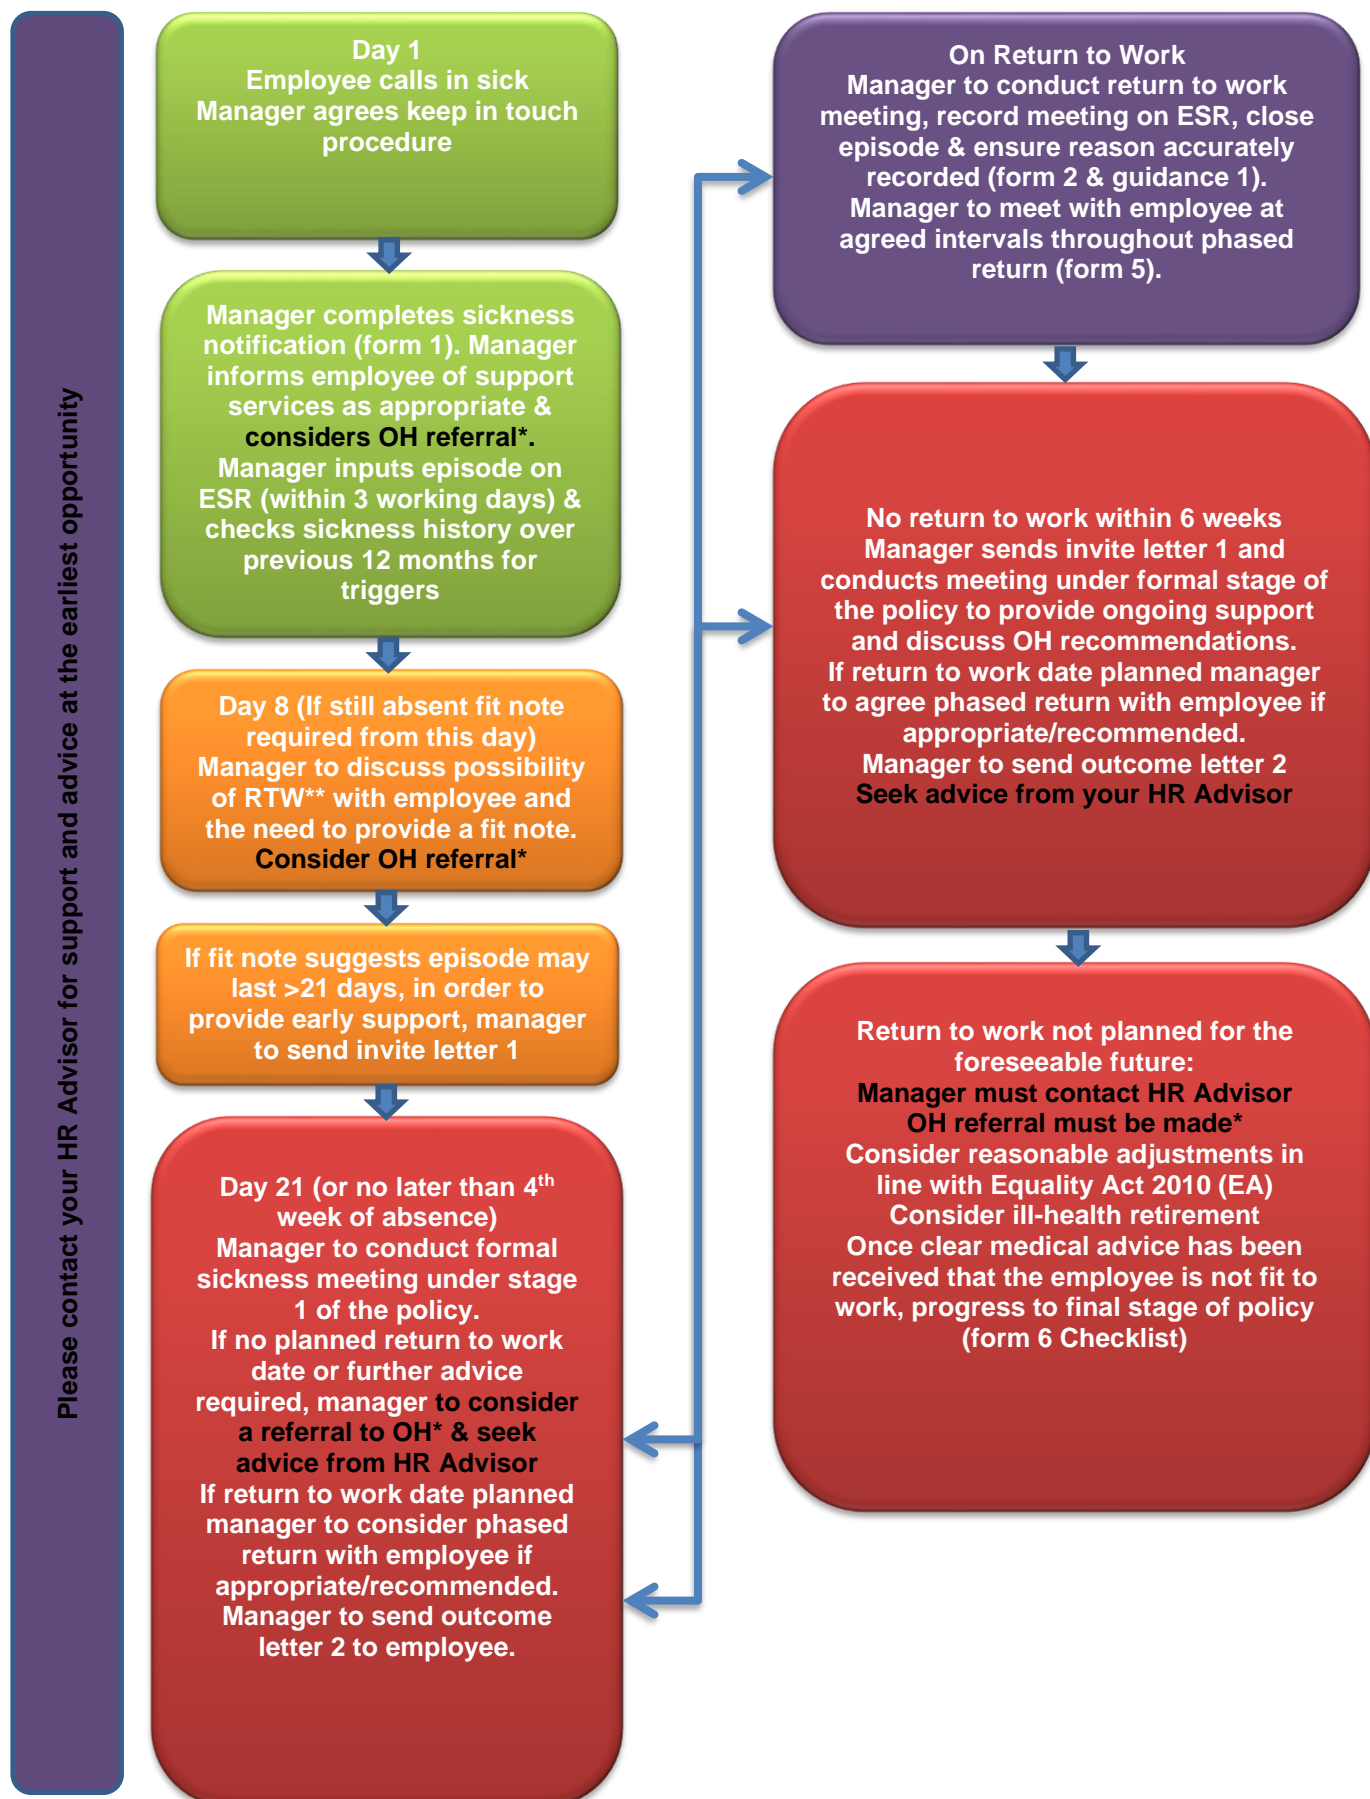 Please contact your HR Advisor for support and advice at the earliest opportunity
Day 1
Employee calls in sick
Manager agrees keep in touch
procedure
Manager completes sickness
notification (form 1). Manager
informs employee of support
services as appropriate &
considers OH referral*.
Manager inputs episode on
ESR (within 3 working days) &
checks sickness history over
previous 12 months for
triggers
Day 8 (If still absent fit note
required from this day)
Manager to discuss possibility
of RTW** with employee and
the need to provide a fit note.
Consider OH referral*
If fit note suggests episode may
last >21 days, in order to
provide early support, manager
to send invite letter 1
Day 21 (or no later than 4th
week of absence)
Manager to conduct formal
sickness meeting under stage
1 of the policy.
If no planned return to work
date or further advice
required, manager to consider
a referral to OH* & seek
advice from HR Advisor
If return to work date planned
manager to consider phased
return with employee if
appropriate/recommended.
Manager to send outcome
letter 2 to employee.
On Return to Work
Manager to conduct return to work
meeting, record meeting on ESR, close
episode & ensure reason accurately
recorded (form 2 & guidance 1).
Manager to meet with employee at
agreed intervals throughout phased
return (form 5).
No return to work within 6 weeks
Manager sends invite letter 1 and
conducts meeting under formal stage of
the policy to provide ongoing support
and discuss OH recommendations.
If return to work date planned manager
to agree phased return with employee if
appropriate/recommended.
Manager to send outcome letter 2
Seek advice from your HR Advisor
Return to work not planned for the
foreseeable future:
Manager must contact HR Advisor
OH referral must be made*
Consider reasonable adjustments in
line with Equality Act 2010 (EA)
Consider ill-health retirement
Once clear medical advice has been
received that the employee is not fit to
work, progress to final stage of policy
(form 6 Checklist)